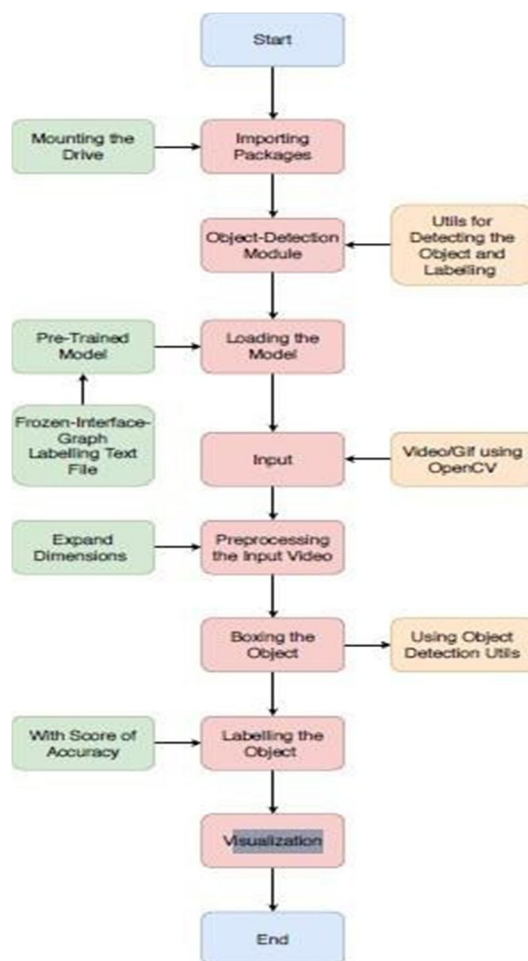 Start
Mounting the
Drive
Importing
Packages
Object-Detection
Module
Utils for
Detecting the
Object and
Labelling
Pre-Trained
Model
Loading the
Model
Frozen-Interface-
Graph
Labelling Text
File
Input
Video/Gif using
OpenCV
Expand
Dimensions
Preprocessing
the Input Video
Boxing the
Object
Using Object
Detection Utils
With Score of
Accuracy
Labelling the
Object
Visualization
End